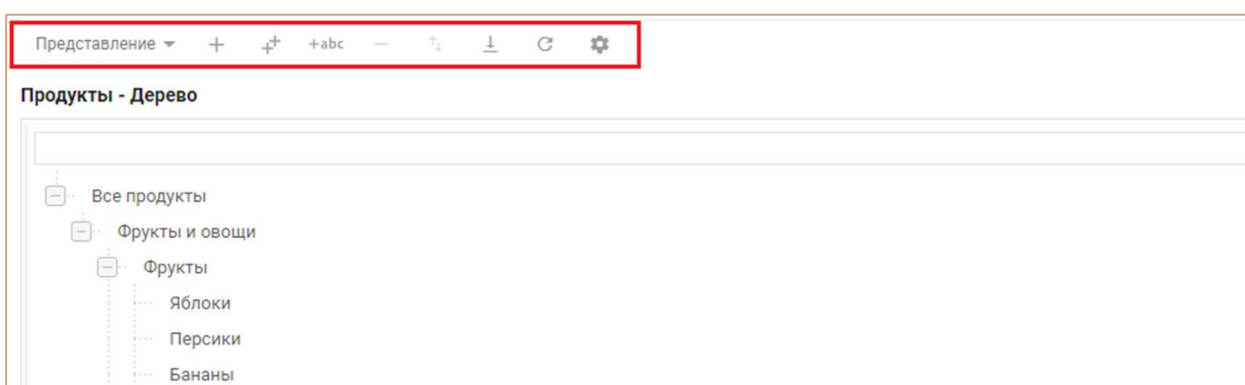 Представление + +abc
Продукты - Дерево
Все продукты
Фрукты и овощи
Фрукты
Яблоки
Персики
Бананы